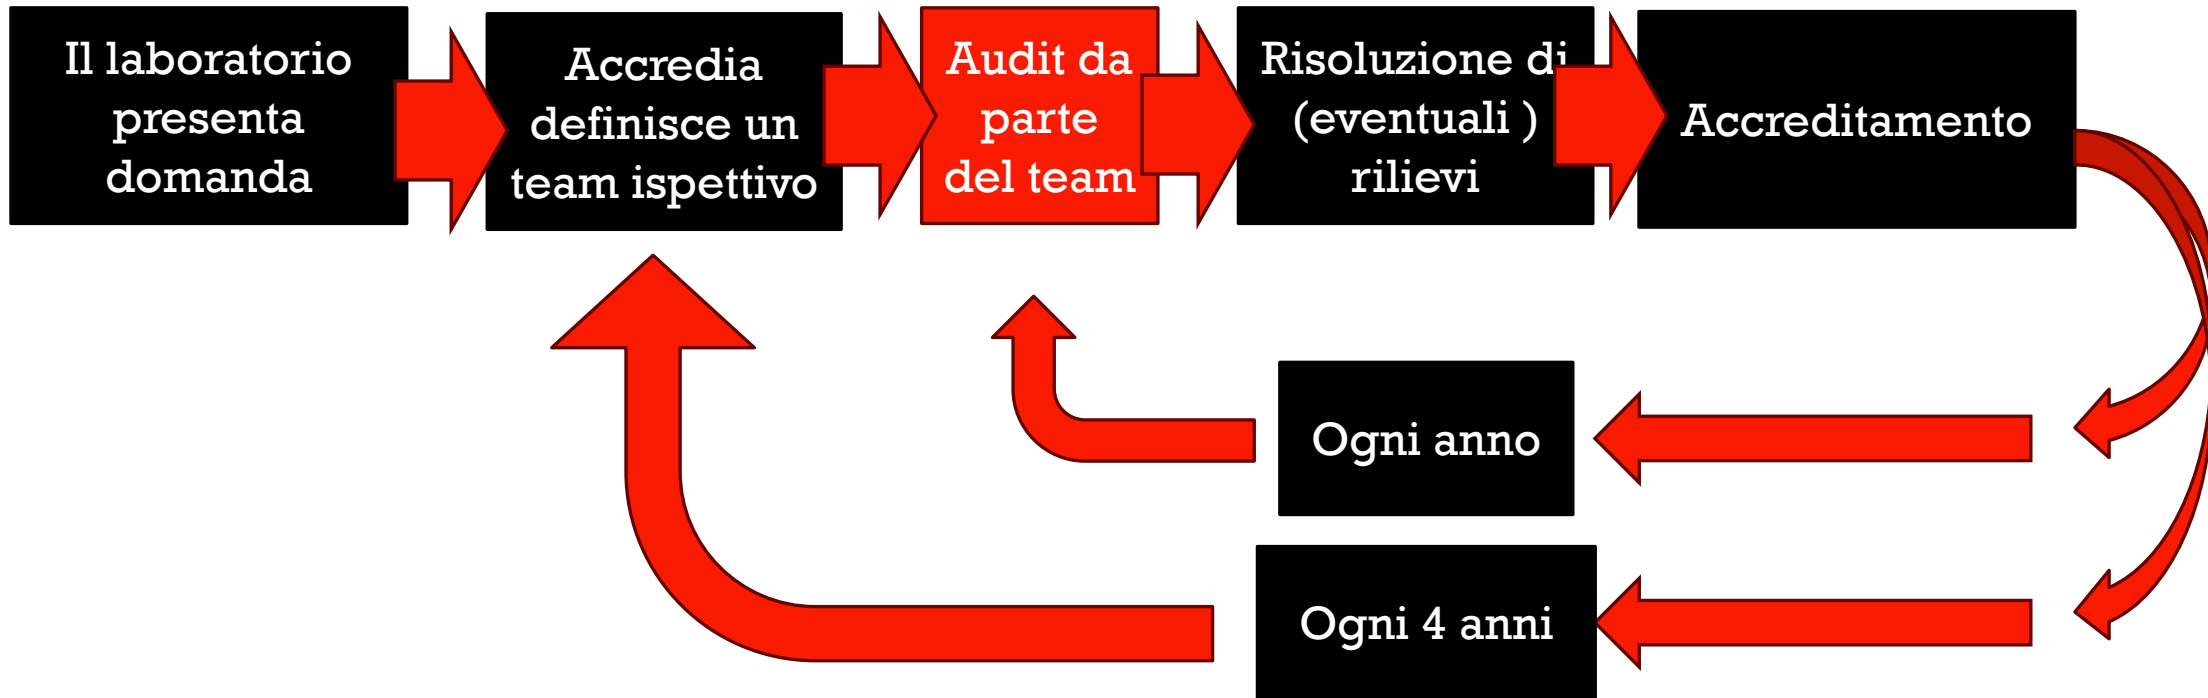 Il laboratorio
presenta
domanda
Accredia
definisce un
team ispettivo
Audit da
parte
del team
Risoluzione di
(eventuali )
rilievi
Accreditamento
Ogni anno
Ogni 4 anni